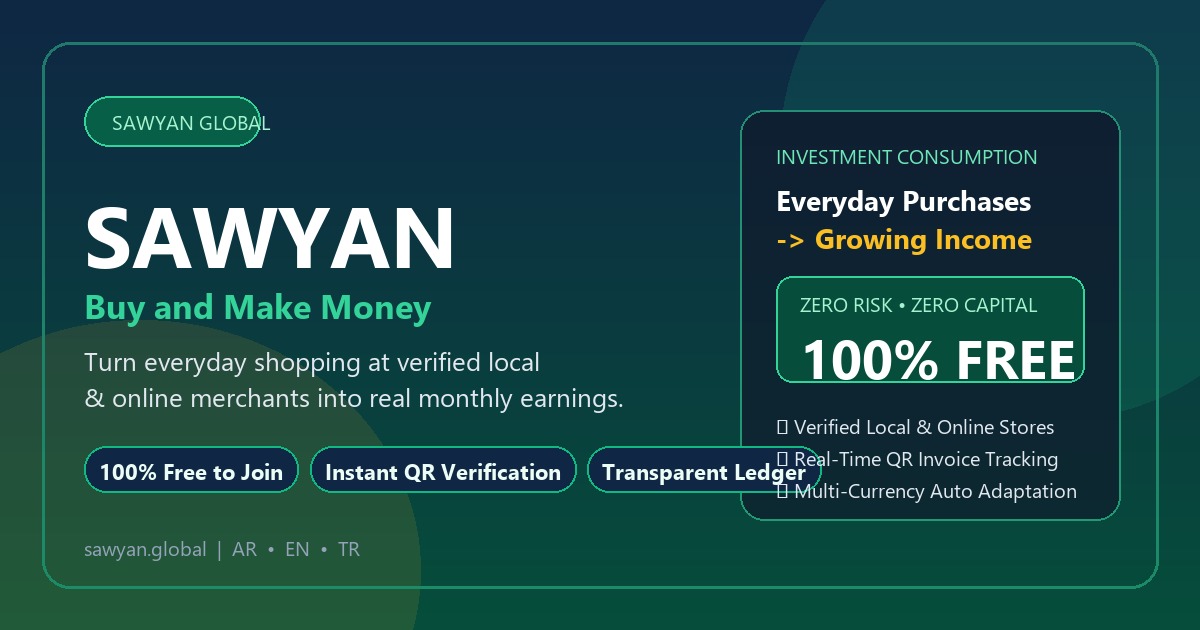 SAWYAN GLOBAL
SAWYAN
Buy and Make Money
Turn everyday shopping at verified local
& online merchants into real monthly earnings.
100% Free to Join
Instant QR Verification
Transparent Ledger
sawyan.global | AR • EN • TR
INVESTMENT CONSUMPTION
Everyday Purchases
-> Growing Income
ZERO RISK • ZERO CAPITAL
100% FREE
Verified Local & Online Stores
Real-Time QR Invoice Tracking
Multi-Currency Auto Adaptation